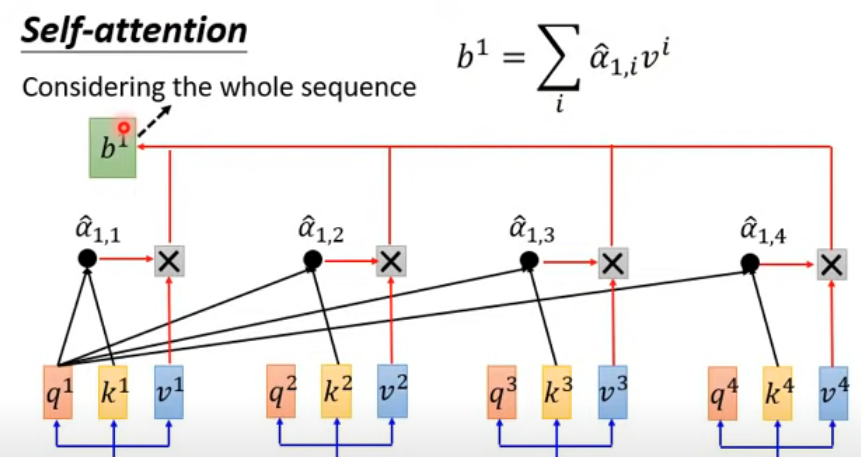 Self-attention
b¹ = ∑ᵢ α̂₁,ᵢvⁱ
Considering the whole sequence
b¹
α̂₁,₁ α̂₁,₂ α̂₁,₃ α̂₁,₄
× × × ×
q¹ k¹ v¹ q² k² v² q³ k³ v³ q⁴ k⁴ v⁴